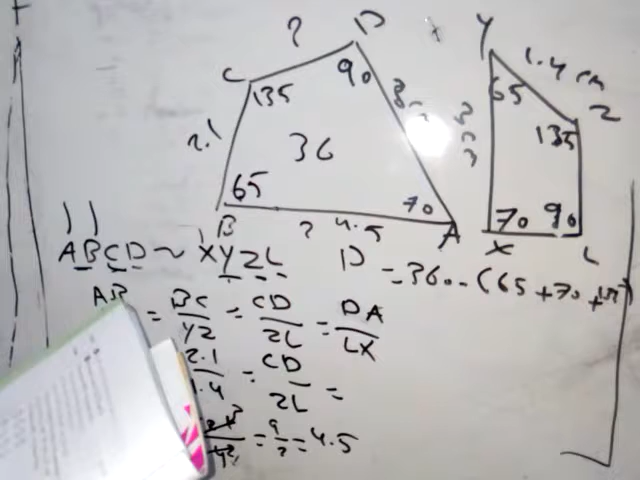 ?
D
C
135
90
3cm
2.1
36
65
70
B
? 4.5
A
Y
1.4 cm
65
Z
135
3cm
70
90
X
L
ABCD ~ XYZL
D = 360 - (65 + 70 + 135)
AB
= BC/YZ = CD/ZL = DA/LX
2.1/1.4 = CD/ZL =
= 9/2 = 4.5